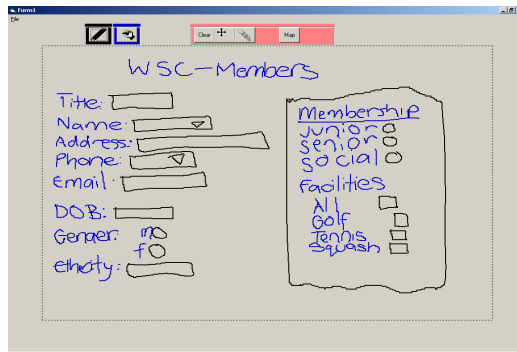 Form1
File
Clear
Map
WSC-Members
Title:
Name:
Address:
Phone:
Email:
DOB:
Gender: m
f
Ethnicity:
Membership
junior
senior
social
Facilities
All
Golf
Tennis
Squash